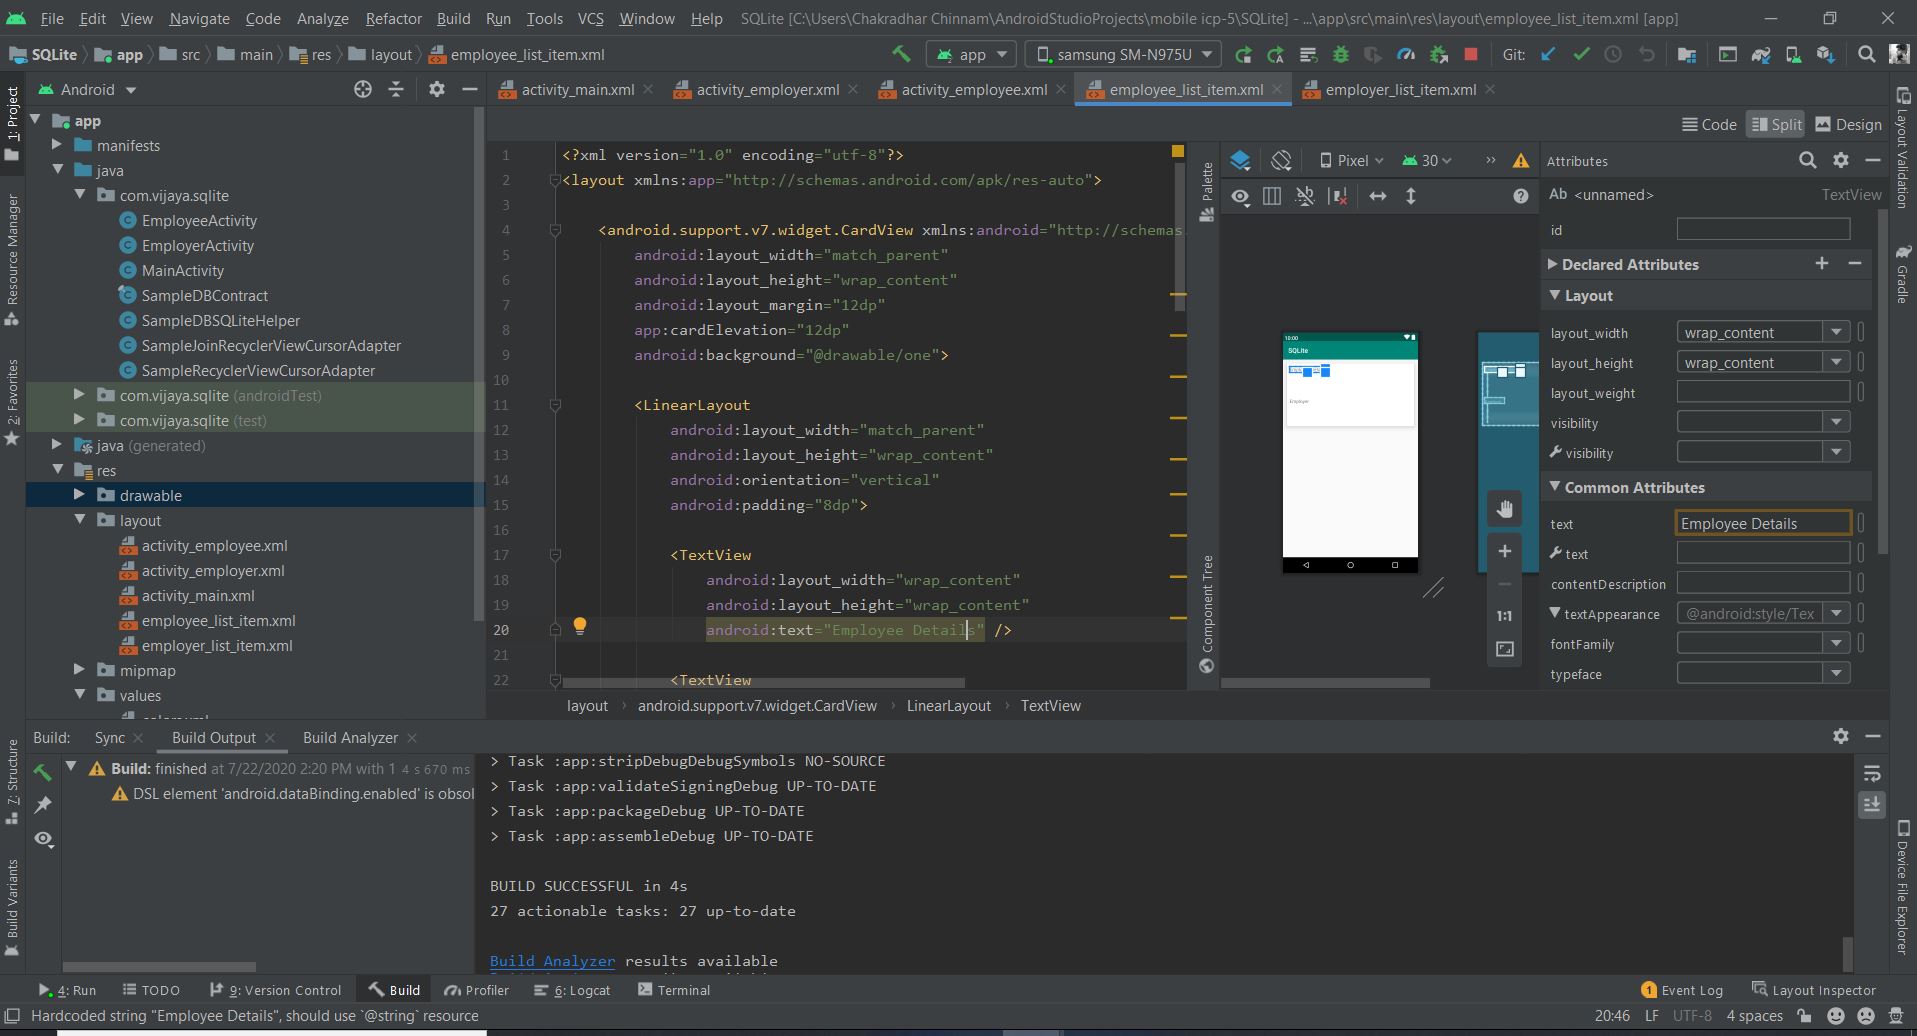 File Edit View Navigate Code Analyze Refactor Build Run Tools VCS Window Help SQLite [C:\Users\Chakradhar Chinnam\AndroidStudioProjects\mobile icp-5\SQLite] - ...\app\src\main\res\layout\employee_list_item.xml [app]
SQLite app src main res layout employee_list_item.xml app samsung SM-N975U Git:
Android
activity_main.xml activity_employer.xml activity_employee.xml employee_list_item.xml employer_list_item.xml
Code Split Design
1: Project
Resource Manager
2: Favorites
7: Structure
Build Variants
app
manifests
java
com.vijaya.sqlite
EmployeeActivity
EmployerActivity
MainActivity
SampleDBContract
SampleDBSQLiteHelper
SampleJoinRecyclerViewCursorAdapter
SampleRecyclerViewCursorAdapter
com.vijaya.sqlite (androidTest)
com.vijaya.sqlite (test)
java (generated)
res
drawable
layout
activity_employee.xml
activity_employer.xml
activity_main.xml
employee_list_item.xml
employer_list_item.xml
mipmap
values
1 <?xml version="1.0" encoding="utf-8"?>
2 <layout xmlns:app="http://schemas.android.com/apk/res-auto">
3
4 <android.support.v7.widget.CardView xmlns:android="http://schemas.
5 android:layout_width="match_parent"
6 android:layout_height="wrap_content"
7 android:layout_margin="12dp"
8 app:cardElevation="12dp"
9 android:background="@drawable/one">
10
11 <LinearLayout
12 android:layout_width="match_parent"
13 android:layout_height="wrap_content"
14 android:orientation="vertical"
15 android:padding="8dp">
16
17 <TextView
18 android:layout_width="wrap_content"
19 android:layout_height="wrap_content"
20 android:text="Employee Details" />
21
22 <TextView
layout android.support.v7.widget.CardView LinearLayout TextView
Palette
Component Tree
Pixel 30 »
10:00
SQLite
Employer
1:1
Attributes
Ab <unnamed> TextView
id
Declared Attributes
Layout
layout_width wrap_content
layout_height wrap_content
layout_weight
visibility
visibility
Common Attributes
text Employee Details
text
contentDescription
textAppearance @android:style/Tex
fontFamily
typeface
Layout Validation
Gradle
Device File Explorer
Build: Sync Build Output Build Analyzer
Build: finished at 7/22/2020 2:20 PM with 1 4 s 670 ms
DSL element 'android.dataBinding.enabled' is obsol
> Task :app:stripDebugDebugSymbols NO-SOURCE
> Task :app:validateSigningDebug UP-TO-DATE
> Task :app:packageDebug UP-TO-DATE
> Task :app:assembleDebug UP-TO-DATE
BUILD SUCCESSFUL in 4s
27 actionable tasks: 27 up-to-date
Build Analyzer results available
4: Run TODO 9: Version Control Build Profiler 6: Logcat Terminal 1 Event Log Layout Inspector
Hardcoded string "Employee Details", should use `@string` resource 20:46 LF UTF-8 4 spaces